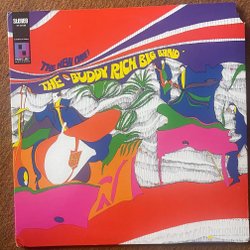 STEREO
THE NEW ONE!
THE BUDDY RICH BIG BAND